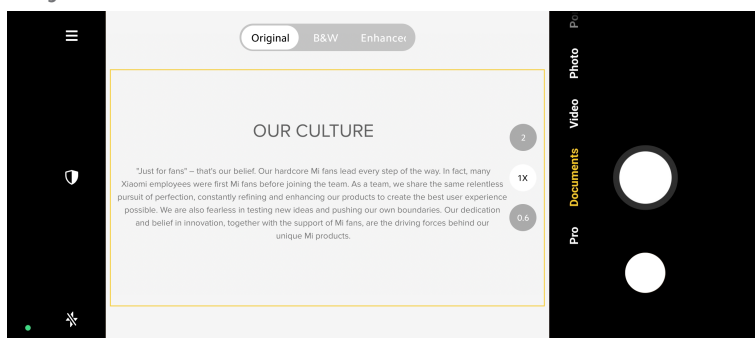 Original B&W Enhanced
OUR CULTURE
"Just for fans" – that's our belief. Our hardcore Mi fans lead every step of the way. In fact, many
Xiaomi employees were first Mi fans before joining the team. As a team, we share the same relentless
pursuit of perfection, constantly refining and enhancing our products to create the best user experience
possible. We are also fearless in testing new ideas and pushing our own boundaries. Our dedication
and belief in innovation, together with the support of Mi fans, are the driving forces behind our
unique Mi products.
2
1X
0.6
Po
Photo
Video
Documents
Pro